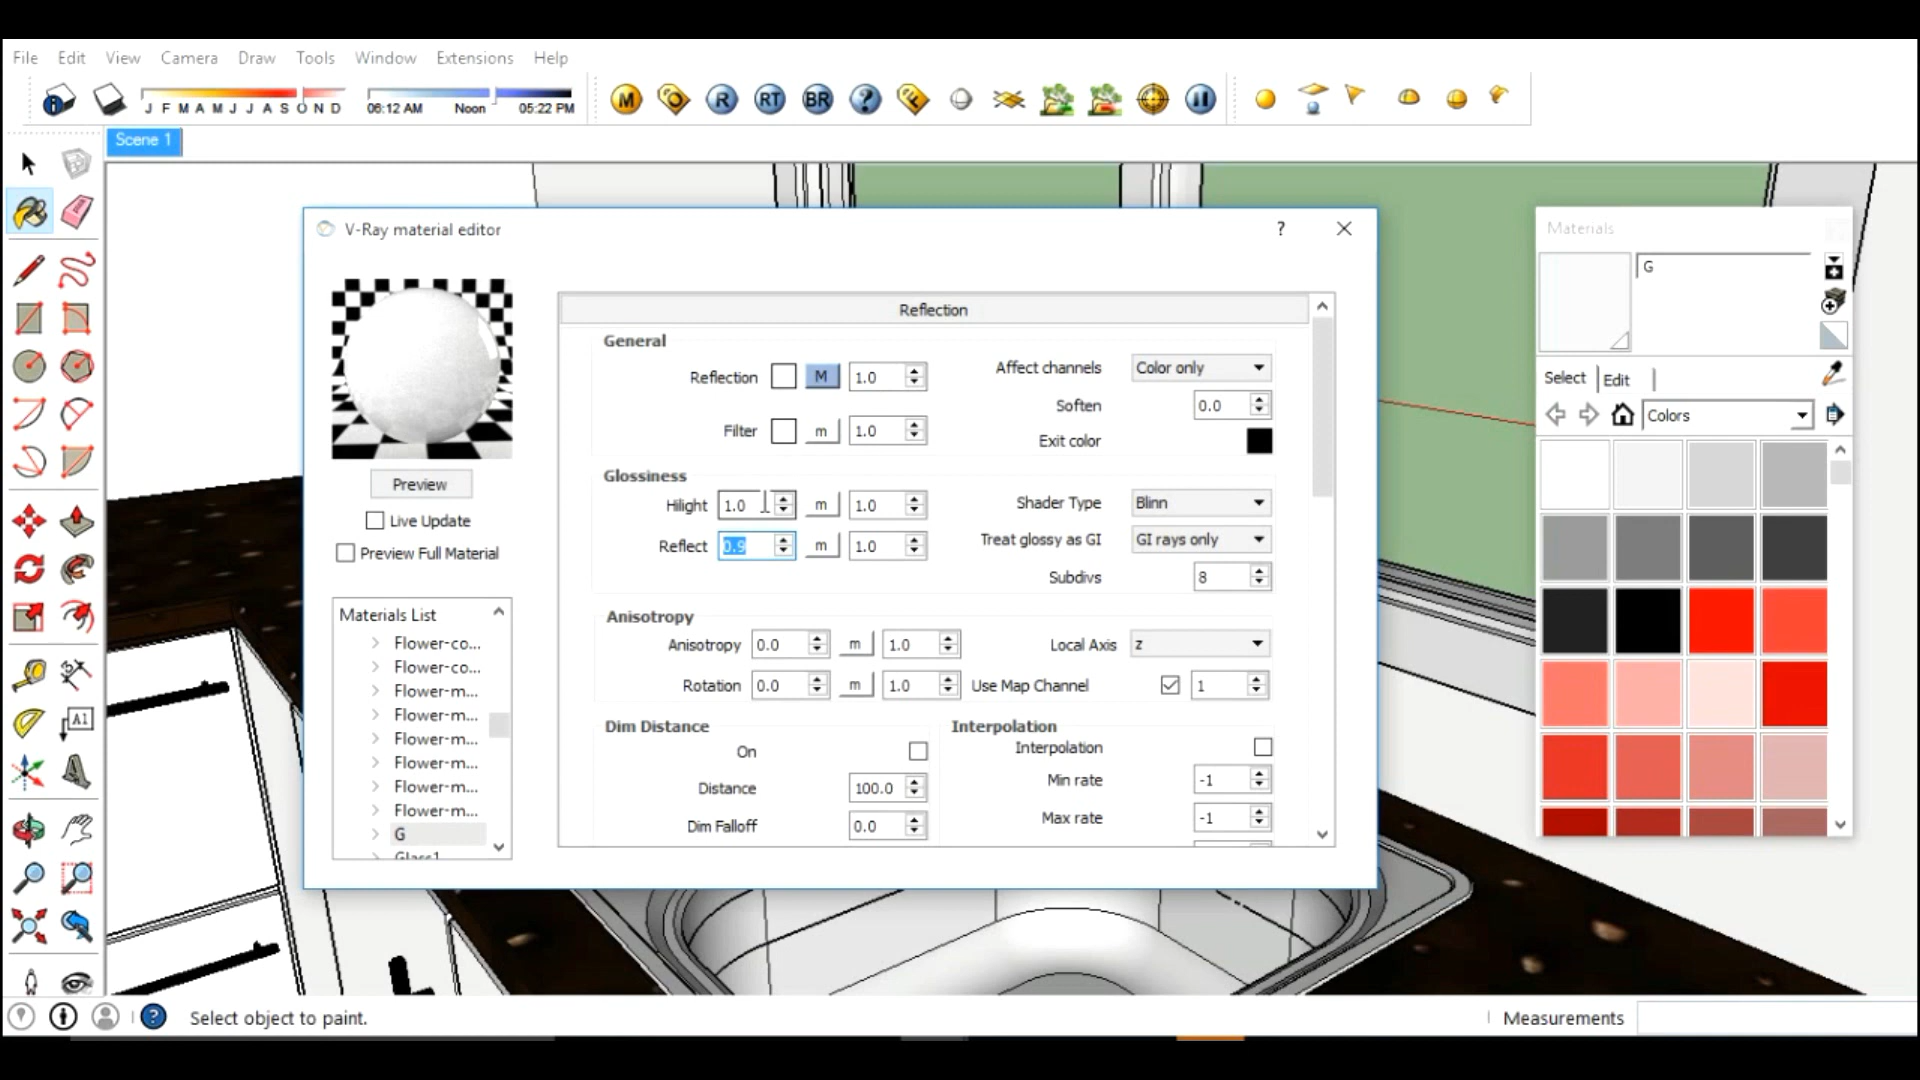 File Edit View Camera Draw Tools Window Extensions Help
J F M A M J J A S O N D 06:12 AM Noon 05:22 PM M R RT BR ?
Scene 1
V-Ray material editor ?
Reflection
General
Reflection M 1.0 Affect channels Color only
Soften 0.0
Filter m 1.0 Exit color
Glossiness
Hilight 1.0 m 1.0 Shader Type Blinn
Reflect 0.9 m 1.0 Treat glossy as GI GI rays only
Subdivs 8
Anisotropy
Anisotropy 0.0 m 1.0 Local Axis z
Rotation 0.0 m 1.0 Use Map Channel 1
Dim Distance Interpolation
On Interpolation
Distance 100.0 Min rate -1
Dim Falloff 0.0 Max rate -1
Preview
Live Update
Preview Full Material
Materials List
Flower-co...
Flower-co...
Flower-m...
Flower-m...
Flower-m...
Flower-m...
Flower-m...
Flower-m...
G
Glass1
Materials
G
Select Edit
Colors
A1
? Select object to paint. Measurements